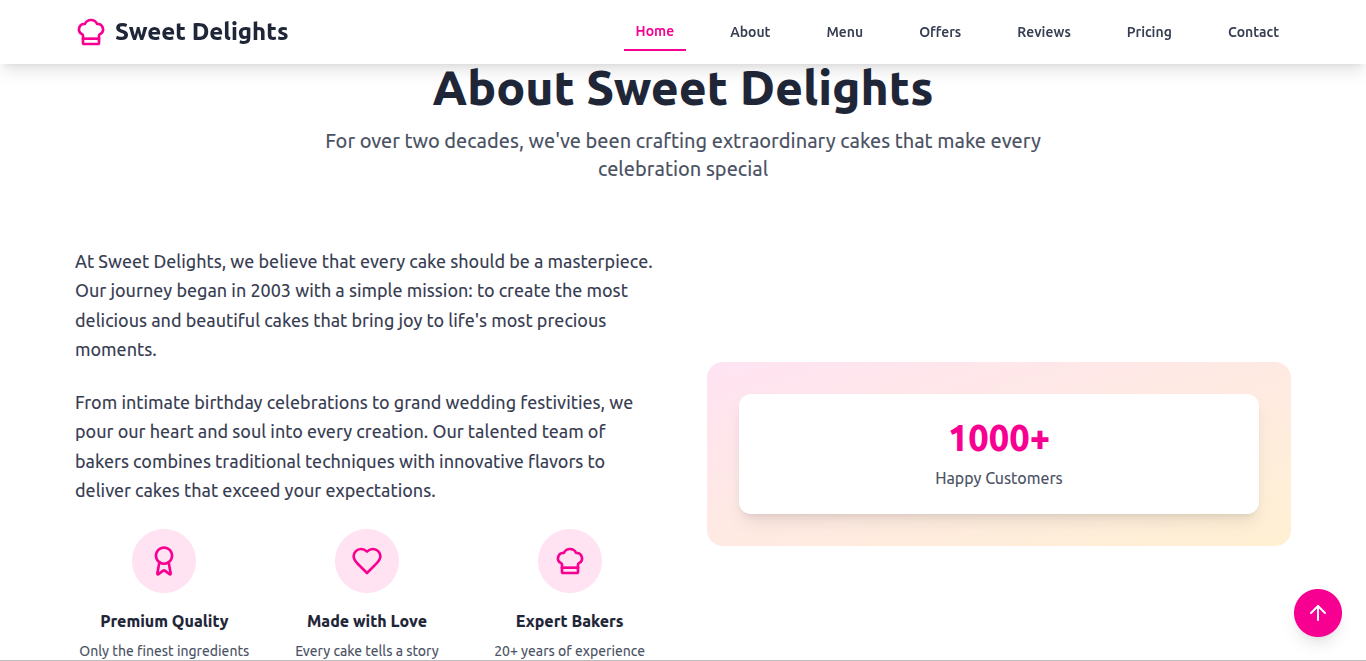 Sweet Delights
Home About Menu Offers Reviews Pricing Contact
About Sweet Delights
For over two decades, we've been crafting extraordinary cakes that make every
celebration special
At Sweet Delights, we believe that every cake should be a masterpiece.
Our journey began in 2003 with a simple mission: to create the most
delicious and beautiful cakes that bring joy to life's most precious
moments.
From intimate birthday celebrations to grand wedding festivities, we
pour our heart and soul into every creation. Our talented team of
bakers combines traditional techniques with innovative flavors to
deliver cakes that exceed your expectations.
Premium Quality
Only the finest ingredients
Made with Love
Every cake tells a story
Expert Bakers
20+ years of experience
1000+
Happy Customers